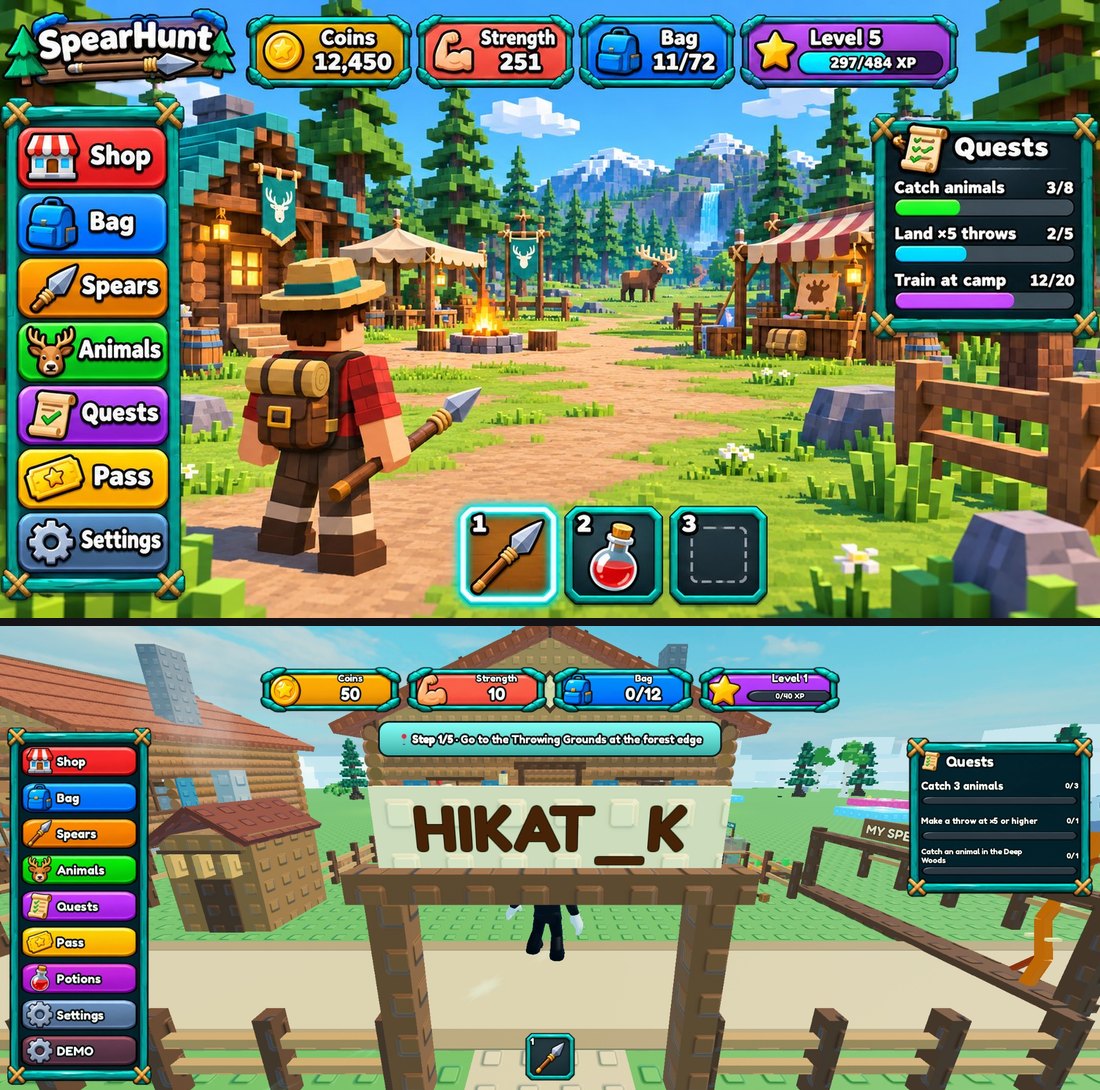 SpearHunt
Coins
12,450
Strength
251
Bag
11/72
Level 5
297/484 XP
Shop
Bag
Spears
Animals
Quests
Pass
Settings
Quests
Catch animals 3/8
Land ×5 throws 2/5
Train at camp 12/20
1
2
3
Coins
50
Strength
10
Bag
0/12
Level 1
0/40 XP
Step 1/5 · Go to the Throwing Grounds at the forest edge
Shop
Bag
Spears
Animals
Quests
Pass
Potions
Settings
DEMO
HIKAT_K
MY SPE
Quests
Catch 3 animals 0/3
Make a throw at ×5 or higher 0/1
Catch an animal in the Deep
Woods 0/1
1